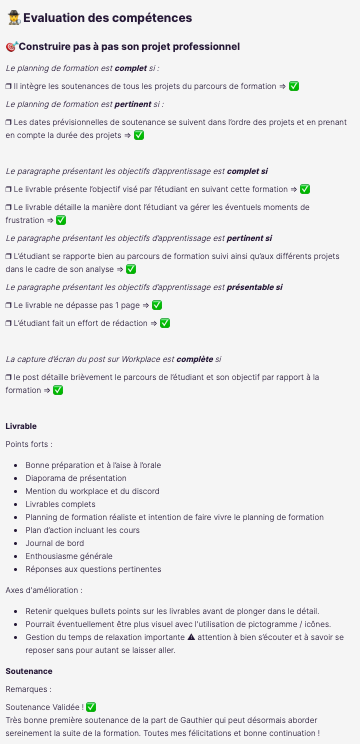 🕵️Evaluation des compétences
🎯Construire pas à pas son projet professionnel
Le planning de formation est complet si :
❒ Il intègre les soutenances de tous les projets du parcours de formation ⇒ ✅
Le planning de formation est pertinent si :
❒ Les dates prévisionnelles de soutenance se suivent dans l'ordre des projets et en prenant
en compte la durée des projets ⇒ ✅
Le paragraphe présentant les objectifs d'apprentissage est complet si
❒ Le livrable présente l'objectif visé par l'étudiant en suivant cette formation ⇒ ✅
❒ Le livrable détaille la manière dont l'étudiant va gérer les éventuels moments de
frustration ⇒ ✅
Le paragraphe présentant les objectifs d'apprentissage est pertinent si
❒ L'étudiant se rapporte bien au parcours de formation suivi ainsi qu'aux différents projets
dans le cadre de son analyse ⇒ ✅
Le paragraphe présentant les objectifs d'apprentissage est présentable si
❒ Le livrable ne dépasse pas 1 page ⇒ ✅
❒ L'étudiant fait un effort de rédaction ⇒ ✅
La capture d'écran du post sur Workplace est complète si
❒ le post détaille brièvement le parcours de l'étudiant et son objectif par rapport à la
formation ⇒ ✅
Livrable
Points forts :
• Bonne préparation et à l'aise à l'orale
• Diaporama de présentation
• Mention du workplace et du discord
• Livrables complets
• Planning de formation réaliste et intention de faire vivre le planning de formation
• Plan d'action incluant les cours
• Journal de bord
• Enthousiasme générale
• Réponses aux questions pertinentes
Axes d'amélioration :
• Retenir quelques bullets points sur les livrables avant de plonger dans le détail.
• Pourrait éventuellement être plus visuel avec l'utilisation de pictogramme / icônes.
• Gestion du temps de relaxation importante ⚠️ attention à bien s'écouter et à savoir se
reposer sans pour autant se laisser aller.
Soutenance
Remarques :
Soutenance Validée ! ✅
Très bonne première soutenance de la part de Gauthier qui peut désormais aborder
sereinement la suite de la formation. Toutes mes félicitations et bonne continuation !